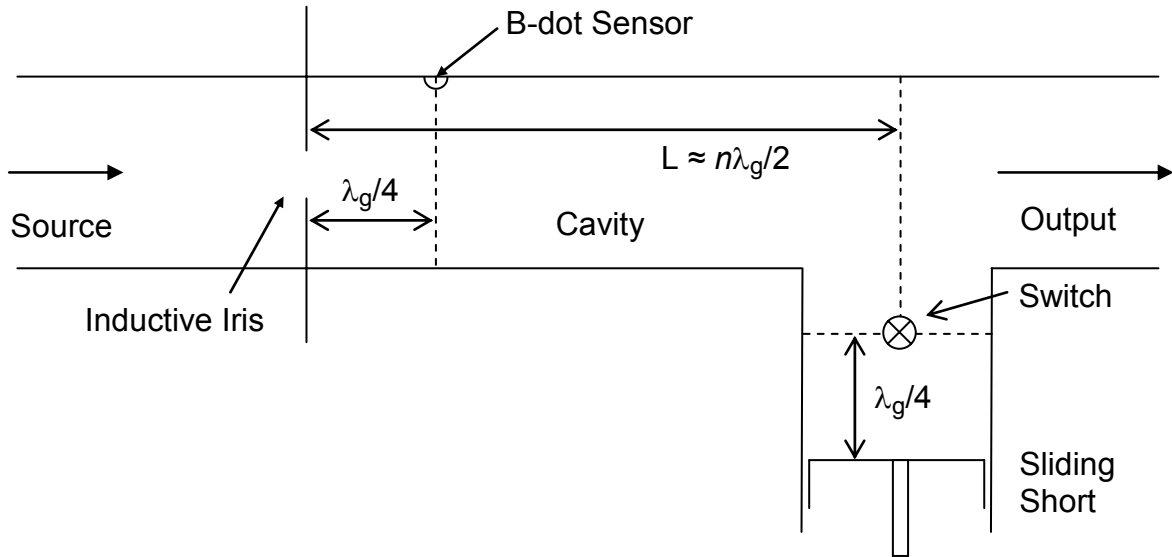 B-dot Sensor
L ≈ nλg/2
λg/4
Source
Cavity
Output
Inductive Iris
Switch
λg/4
Sliding
Short